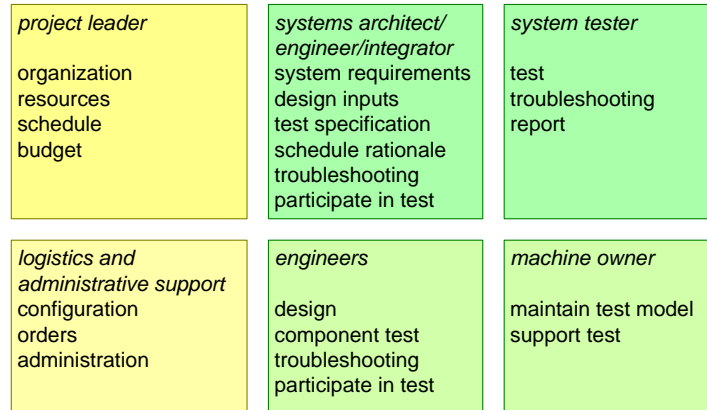 project leader
organization
resources
schedule
budget
systems architect/
engineer/integrator
system requirements
design inputs
test specification
schedule rationale
troubleshooting
participate in test
system tester
test
troubleshooting
report
logistics and
administrative support
configuration
orders
administration
engineers
design
component test
troubleshooting
participate in test
machine owner
maintain test model
support test